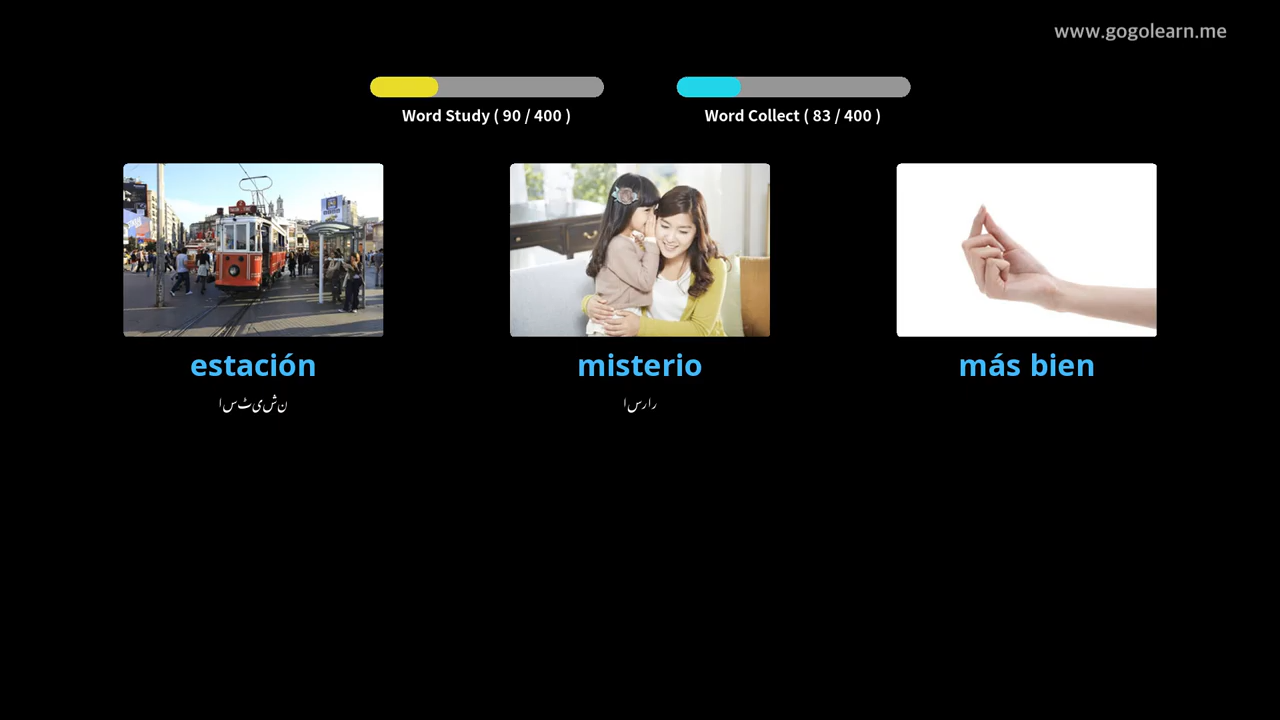 www.gogolearn.me
Word Study ( 90 / 400 )
Word Collect ( 83 / 400 )
estación
misterio
más bien
اسٹیشن
اسرار